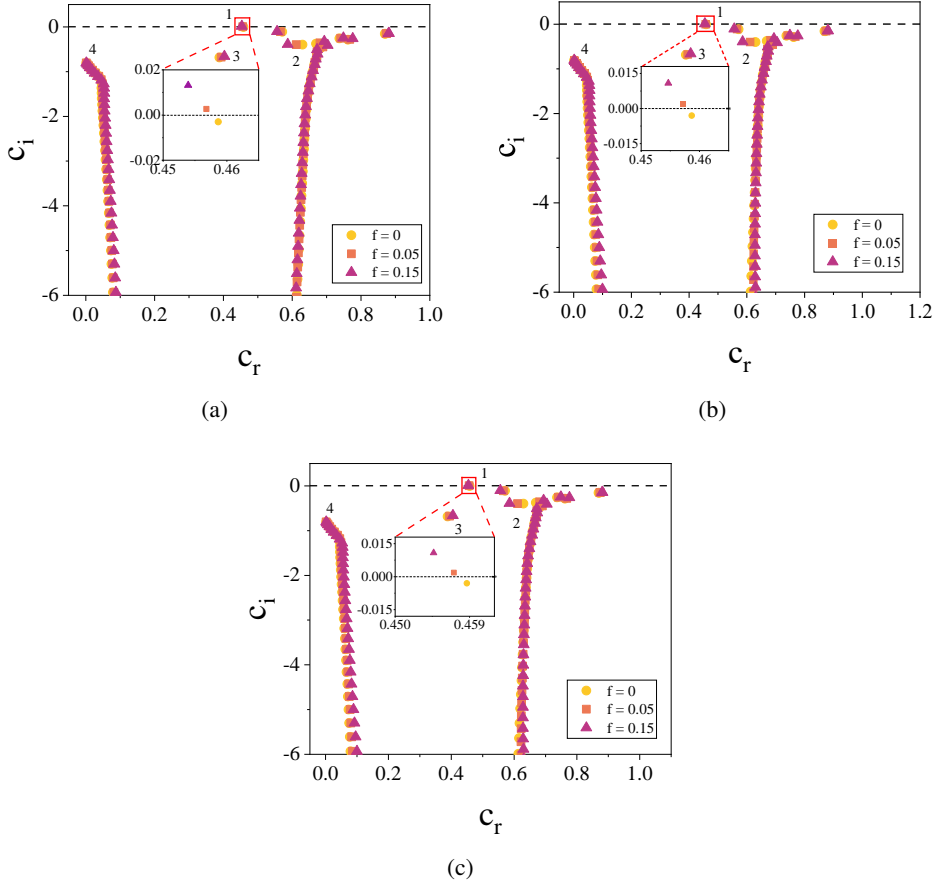 1
0
4
3
2
0.02
0.00
-0.02
0.45 0.46
-2
c_i
-4
-6
f = 0
f = 0.05
f = 0.15
0.0 0.2 0.4 0.6 0.8 1.0
c_r
(a)
1
0
4
3
2
0.015
0.000
-0.015
0.45 0.46
-2
c_i
-4
-6
f = 0
f = 0.05
f = 0.15
0.0 0.2 0.4 0.6 0.8 1.0 1.2
c_r
(b)
1
0
4
3
2
0.015
0.000
-0.015
0.450 0.459
-2
c_i
-4
-6
f = 0
f = 0.05
f = 0.15
0.0 0.2 0.4 0.6 0.8 1.0
c_r
(c)